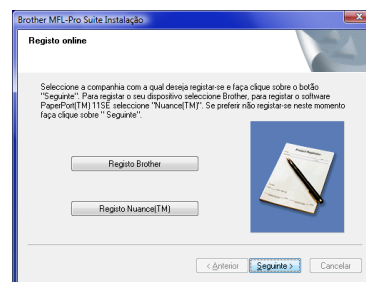 Brother MFL-Pro Suite Instalação
Registo online
Seleccione a companhia com a qual deseja registar-se e faça clique sobre o botão
"Seguinte". Para registar o seu dispositivo seleccione Brother, para registar o software
PaperPort(TM) 11SE seleccione "Nuance(TM)". Se preferir não registar-se neste momento
faça clique sobre " Seguinte".
Registo Brother
Registo Nuance(TM)
< Anterior
Seguinte >
Cancelar